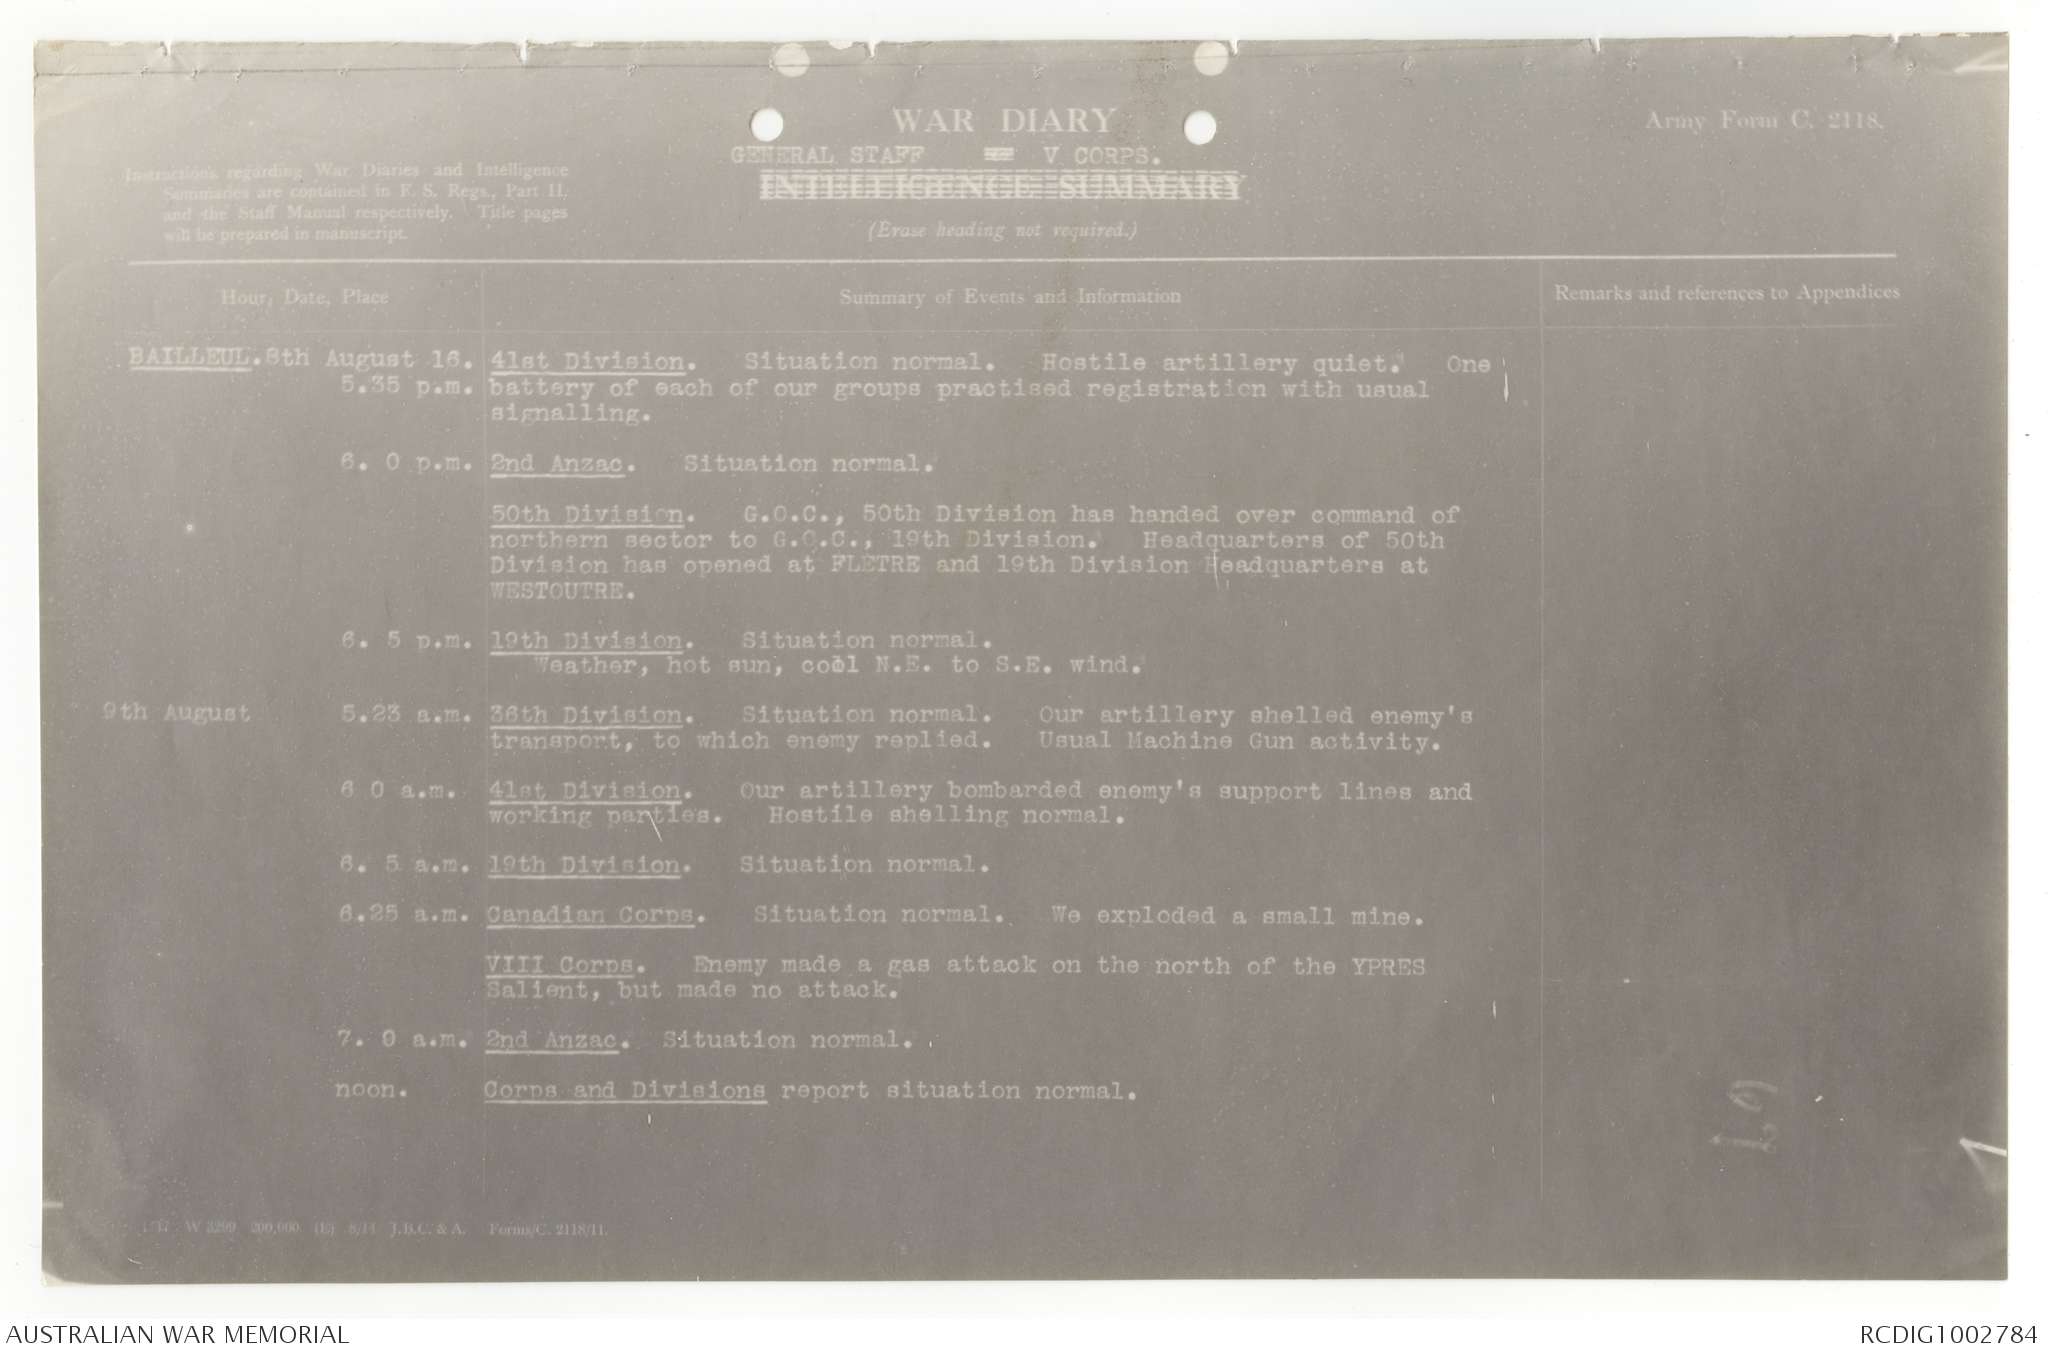 WAR DIARY
Army Form C. 2118.
GENERAL STAFF == V CORPS.
INTELLIGENCE SUMMARY
(Erase heading not required.)
Instructions regarding War Diaries and Intelligence
Summaries are contained in F. S. Regs., Part II.
and the Staff Manual respectively. Title pages
will be prepared in manuscript.
Hour, Date, Place
Summary of Events and Information
Remarks and references to Appendices
BAILLEUL. 8th August 16. 41st Division. Situation normal. Hostile artillery quiet. One
5.35 p.m. battery of each of our groups practised registration with usual
signalling.
6. 0 p.m. 2nd Anzac. Situation normal.
50th Division. G.O.C., 50th Division has handed over command of
northern sector to G.O.C., 19th Division. Headquarters of 50th
Division has opened at FLETRE and 19th Division Headquarters at
WESTOUTRE.
6. 5 p.m. 19th Division. Situation normal.
Weather, hot sun, cool N.E. to S.E. wind.
9th August 5.23 a.m. 36th Division. Situation normal. Our artillery shelled enemy's
transport, to which enemy replied. Usual Machine Gun activity.
6 0 a.m. 41st Division. Our artillery bombarded enemy's support lines and
working parties. Hostile shelling normal.
6. 5 a.m. 19th Division. Situation normal.
6.25 a.m. Canadian Corps. Situation normal. We exploded a small mine.
VIII Corps. Enemy made a gas attack on the north of the YPRES
Salient, but made no attack.
7. 0 a.m. 2nd Anzac. Situation normal.
noon. Corps and Divisions report situation normal.
W 3299 200,000 (E) 8/14 J.B.C. & A. Forms/C. 2118/11.
AUSTRALIAN WAR MEMORIAL
RCDIG1002784